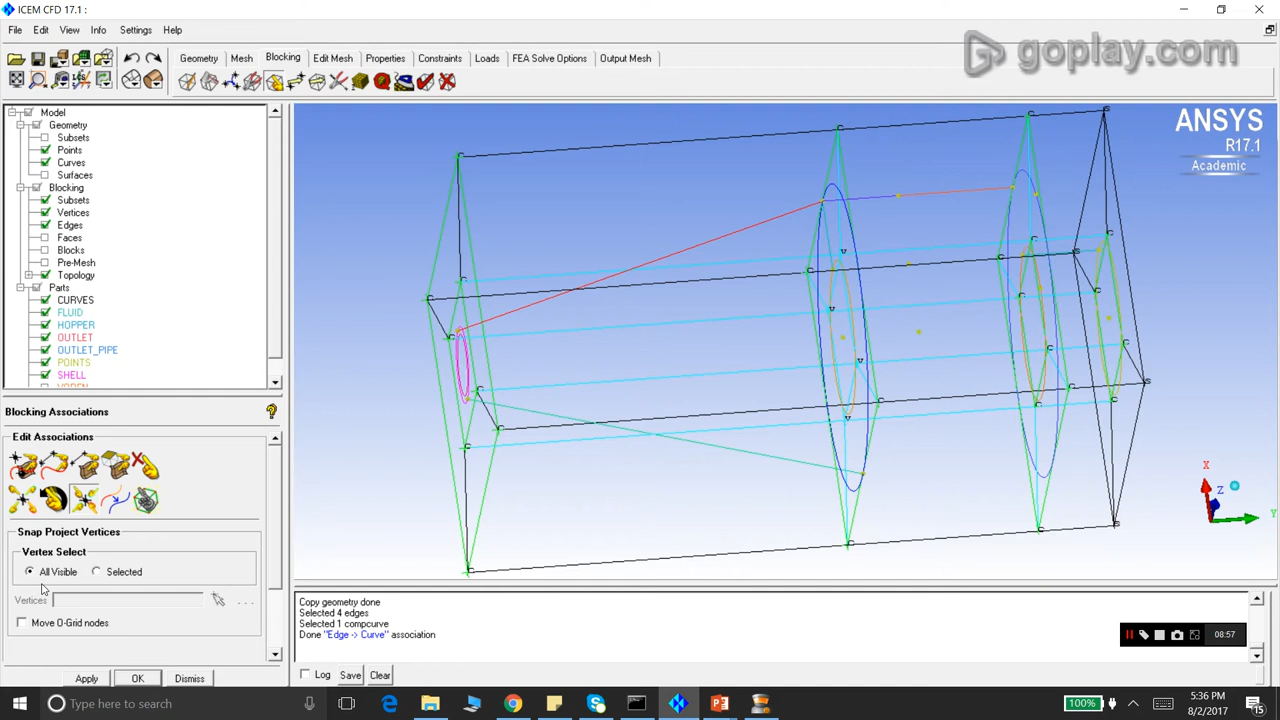 ICEM CFD 17.1 :
goplay.com
File Edit View Info Settings Help
Geometry Mesh Blocking Edit Mesh Properties Constraints Loads FEA Solve Options Output Mesh
Model
Geometry
Subsets
Points
Curves
Surfaces
Blocking
Subsets
Vertices
Edges
Faces
Blocks
Pre-Mesh
Topology
Parts
CURVES
FLUID
HOPPER
OUTLET
OUTLET_PIPE
POINTS
SHELL
ANSYS
R17.1
Academic
X
Z
Y
Blocking Associations
Edit Associations
Snap Project Vertices
Vertex Select
All Visible Selected
Vertices
Move O-Grid nodes
Apply OK Dismiss
Copy geometry done
Selected 4 edges
Selected 1 compcurve
Done "Edge -> Curve" association
Log Save Clear
08:57
Type here to search
100%
5:36 PM
8/2/2017
15